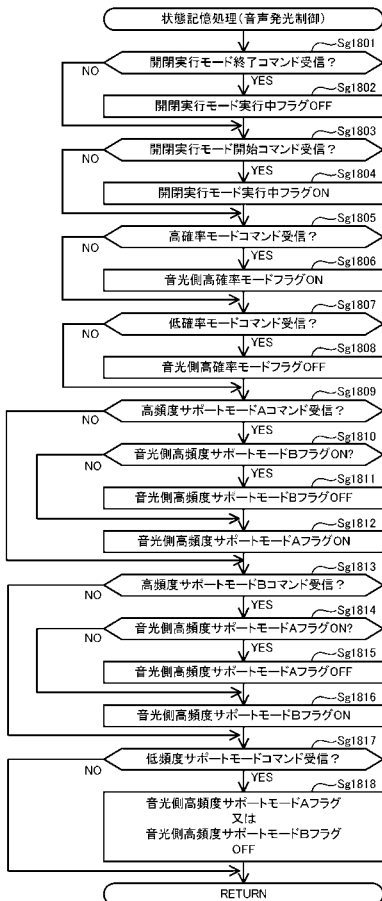 状態記憶処理(音声発光制御)
Sg1801
開閉実行モード終了コマンド受信？
NO
YES
Sg1802
開閉実行モード実行中フラグOFF
Sg1803
開閉実行モード開始コマンド受信？
NO
YES
Sg1804
開閉実行モード実行中フラグON
Sg1805
高確率モードコマンド受信？
NO
YES
Sg1806
音光側高確率モードフラグON
Sg1807
低確率モードコマンド受信？
NO
YES
Sg1808
音光側高確率モードフラグOFF
Sg1809
高頻度サポートモードAコマンド受信？
NO
YES
Sg1810
音光側高頻度サポートモードBフラグON?
NO
YES
Sg1811
音光側高頻度サポートモードBフラグOFF
Sg1812
音光側高頻度サポートモードAフラグON
Sg1813
高頻度サポートモードBコマンド受信？
NO
YES
Sg1814
音光側高頻度サポートモードAフラグON?
NO
YES
Sg1815
音光側高頻度サポートモードAフラグOFF
Sg1816
音光側高頻度サポートモードBフラグON
Sg1817
低頻度サポートモードコマンド受信？
NO
YES
Sg1818
音光側高頻度サポートモードAフラグ
又は
音光側高頻度サポートモードBフラグ
OFF
RETURN